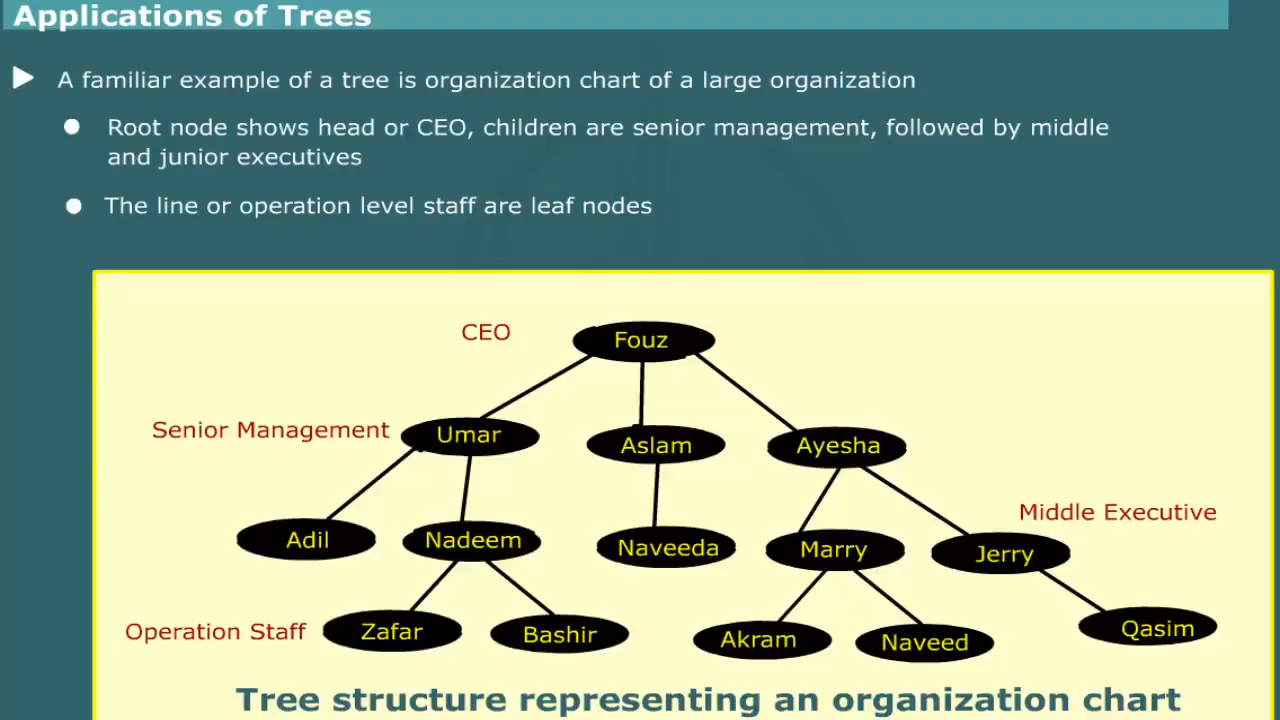 Applications of Trees
A familiar example of a tree is organization chart of a large organization
Root node shows head or CEO, children are senior management, followed by middle
and junior executives
The line or operation level staff are leaf nodes
CEO
Fouz
Senior Management
Umar
Aslam
Ayesha
Middle Executive
Adil
Nadeem
Naveeda
Marry
Jerry
Operation Staff
Zafar
Bashir
Akram
Naveed
Qasim
Tree structure representing an organization chart